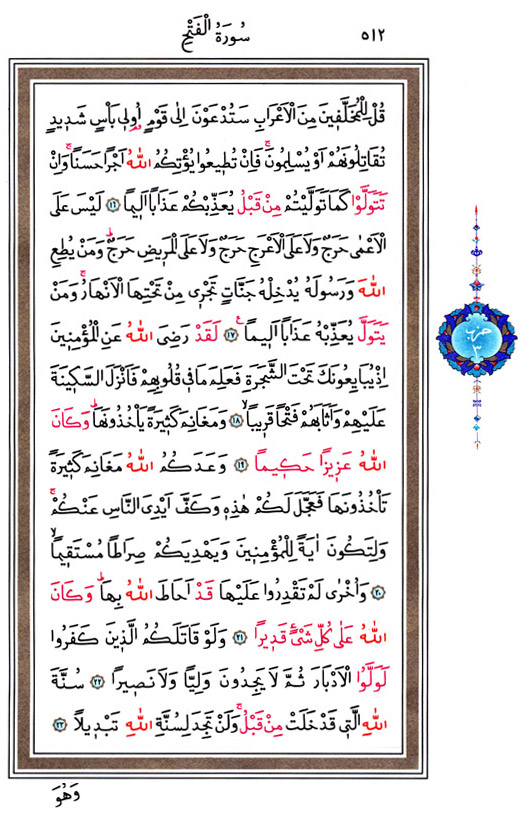 ٥١٢
سُورَةُ الْفَتْحِ
قُلْ لِلْمُخَلَّفٖينَ مِنَ الْاَعْرَابِ سَتُدْعَوْنَ اِلٰى قَوْمٍ اُو۬لٖى بَاْسٍ شَدٖيدٍ
تُقَاتِلُونَهُمْ اَوْ يُسْلِمُونَۚ فَاِنْ تُطٖيعُوا يُؤْتِكُمُ اللّٰهُ اَجْرًا حَسَنًاۚ وَاِنْ
تَتَوَلَّوْا كَمَا تَوَلَّيْتُمْ مِنْ قَبْلُ يُعَذِّبْكُمْ عَذَابًا اَلٖيمًا ﴿١٦﴾ لَيْسَ عَلَى
الْاَعْمٰى حَرَجٌ وَلَا عَلَى الْاَعْرَجِ حَرَجٌ وَلَا عَلَى الْمَرٖيضِ حَرَجٌؕ وَمَنْ يُطِعِ
اللّٰهَ وَرَسُولَهُ يُدْخِلْهُ جَنَّاتٍ تَجْرٖى مِنْ تَحْتِهَا الْاَنْهَارُۚ وَمَنْ
يَتَوَلَّ يُعَذِّبْهُ عَذَابًا اَلٖيمًاࣖ ﴿١٧﴾ لَقَدْ رَضِىَ اللّٰهُ عَنِ الْمُؤْمِنٖينَ
اِذْ يُبَايِعُونَكَ تَحْتَ الشَّجَرَةِ فَعَلِمَ مَا فٖى قُلُوبِهِمْ فَاَنْزَلَ السَّكٖينَةَ
عَلَيْهِمْ وَاَثَابَهُمْ فَتْحًا قَرٖيبًاۙ ﴿١٨﴾ وَمَغَانِمَ كَثٖيرَةً يَاْخُذُونَهَاؕ وَكَانَ
اللّٰهُ عَزٖيزًا حَكٖيمًا ﴿١٩﴾ وَعَدَكُمُ اللّٰهُ مَغَانِمَ كَثٖيرَةً
تَاْخُذُونَهَا فَعَجَّلَ لَكُمْ هٰذِهٖ وَكَفَّ اَيْدِىَ النَّاسِ عَنْكُمْۚ
وَلِتَكُونَ اٰيَةً لِلْمُؤْمِنٖينَ وَيَهْدِيَكُمْ صِرَاطًا مُسْتَقٖيمًاۙ
﴿٢٠﴾ وَاُخْرٰى لَمْ تَقْدِرُوا عَلَيْهَا قَدْ اَحَاطَ اللّٰهُ بِهَاؕ وَكَانَ
اللّٰهُ عَلٰى كُلِّ شَىْءٍ قَدٖيرًا ﴿٢١﴾ وَلَوْ قَاتَلَكُمُ الَّذٖينَ كَفَرُوا
لَوَلَّوُا الْاَدْبَارَ ثُمَّ لَا يَجِدُونَ وَلِيًّا وَلَا نَصٖيرًا ﴿٢٢﴾ سُنَّةَ
اللّٰهِ الَّتٖى قَدْ خَلَتْ مِنْ قَبْلُۚ وَلَنْ تَجِدَ لِسُنَّةِ اللّٰهِ تَبْدٖيلًا ﴿٢٣﴾
وَهُوَ
حزب
٣